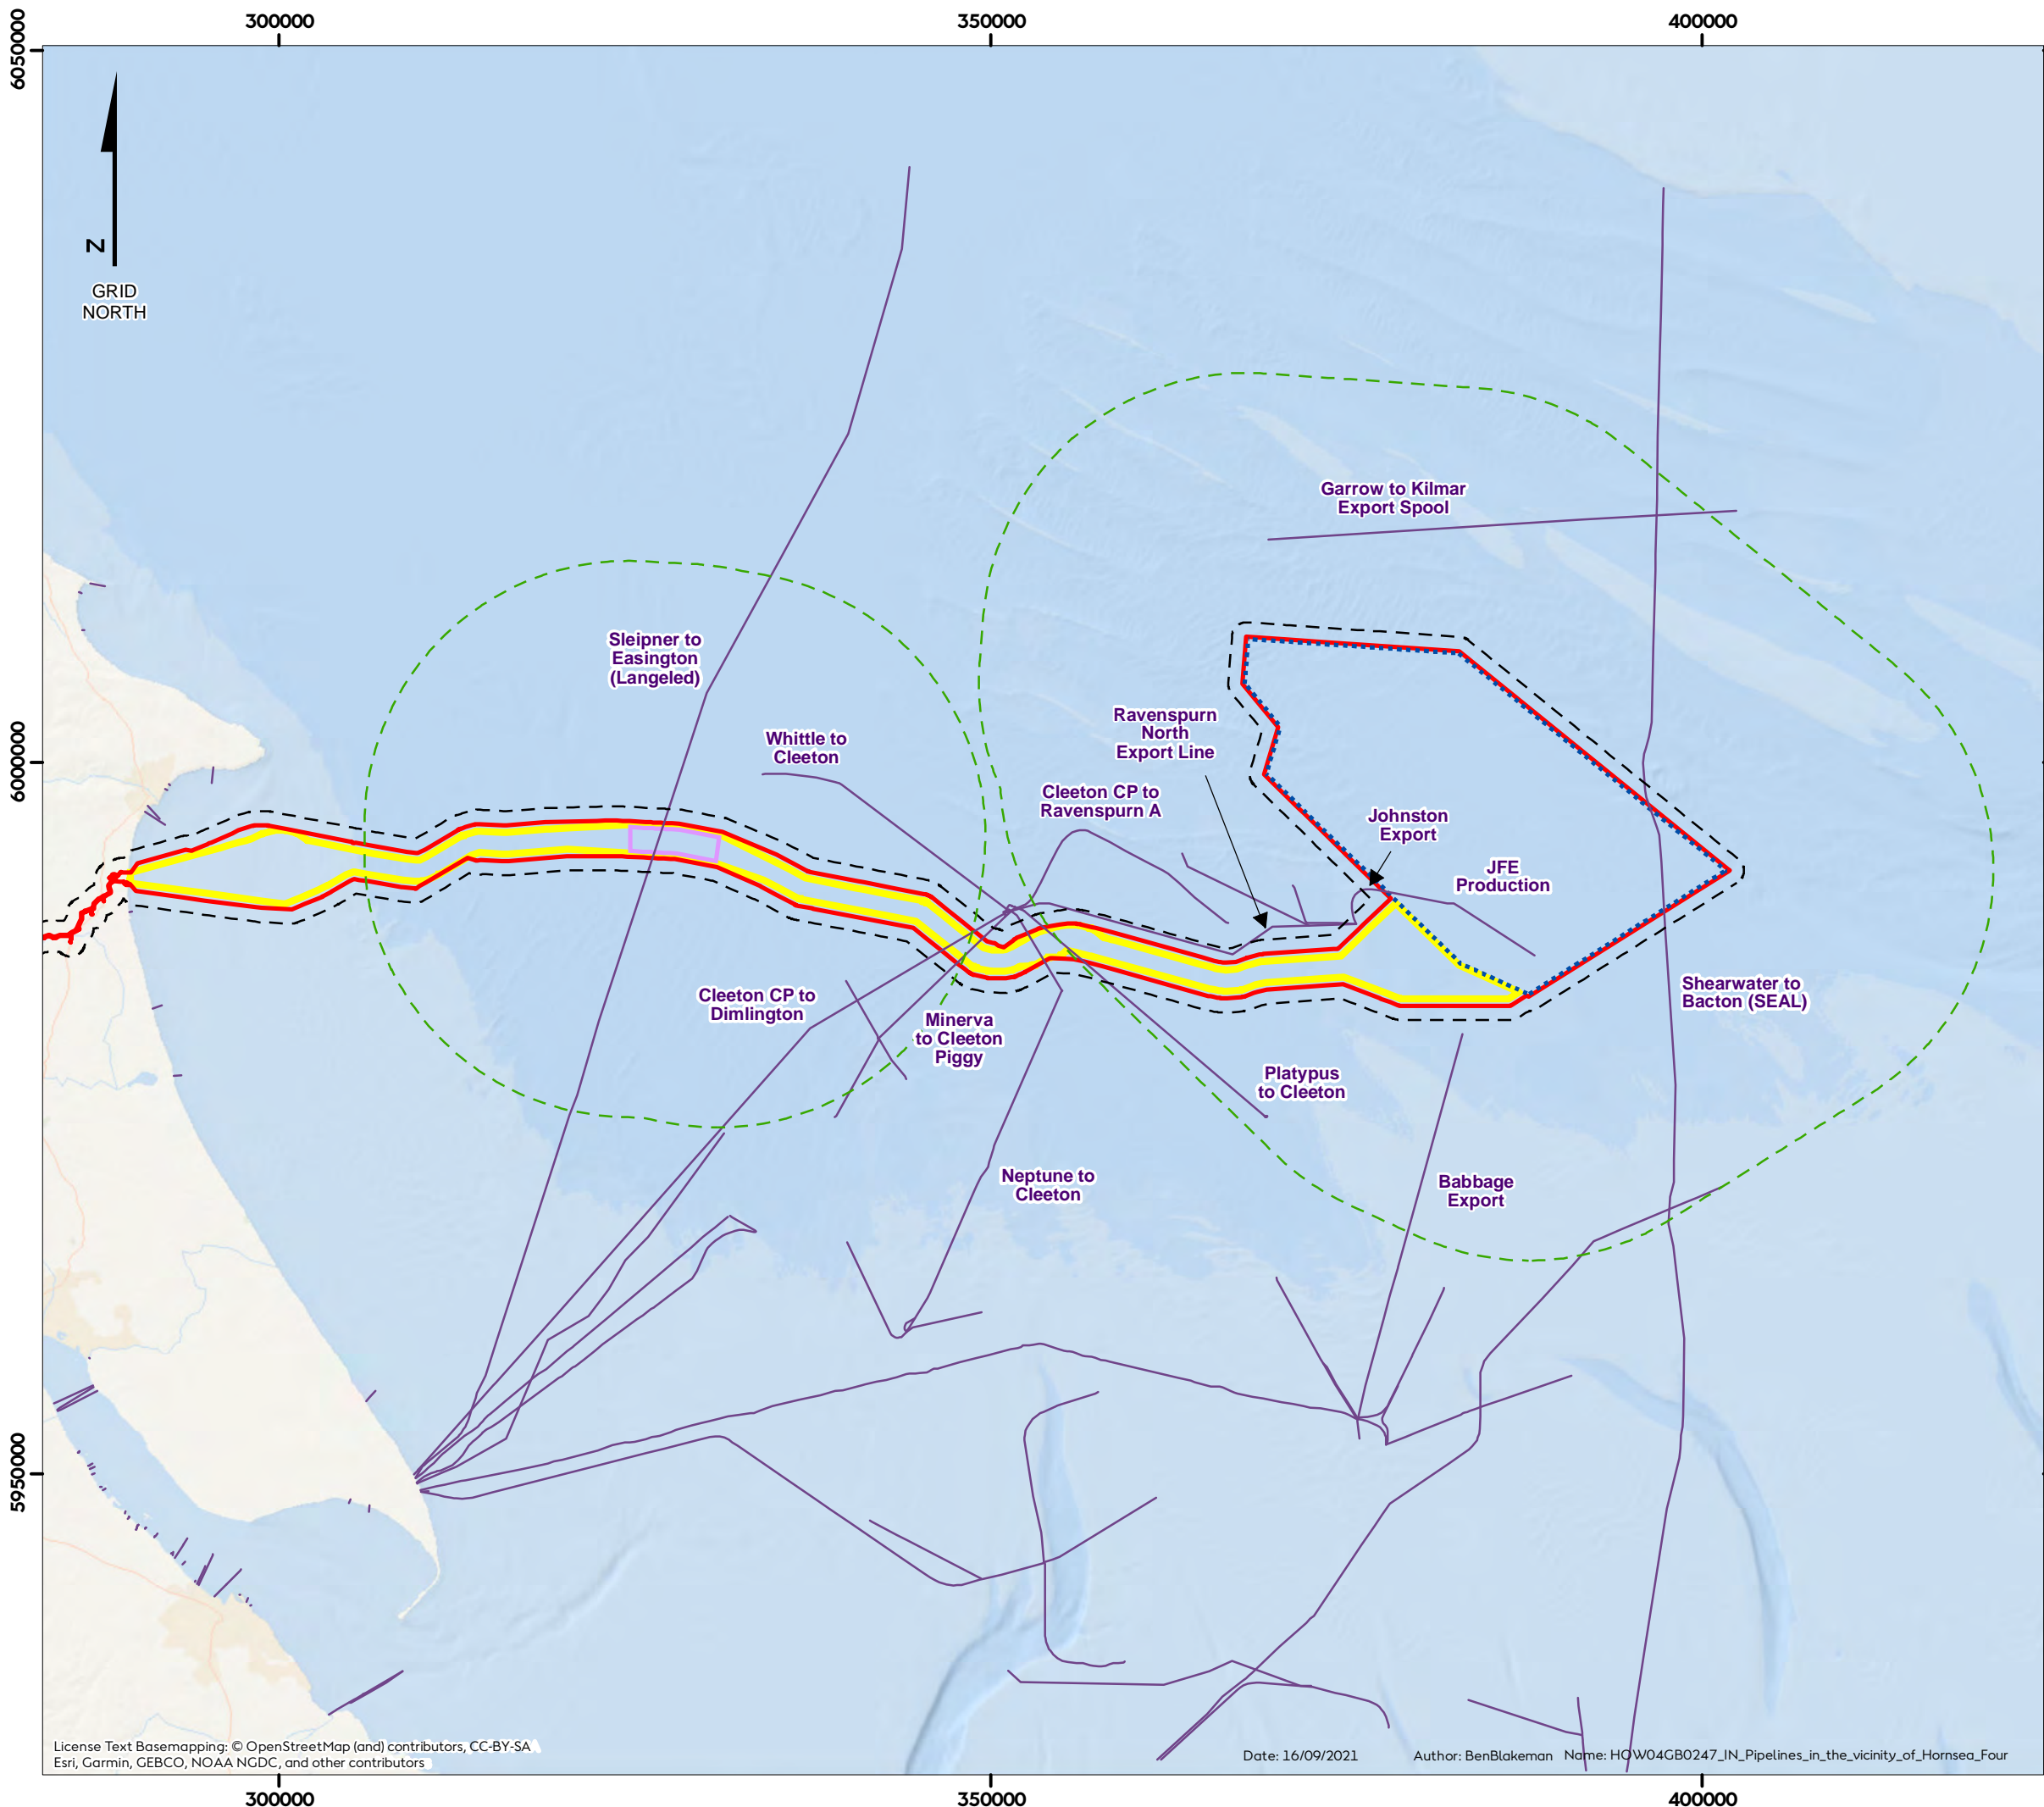 300000
350000
400000
6050000
N
GRID
NORTH
Garrow to Kilmar
Export Spool
Sleipner to
Easington
(Langeled)
Ravenspurn
North
Export Line
Whittle to
Cleeton
6000000
Cleeton CP to
Ravenspurn A
Johnston
Export
JFE
Production
Cleeton CP to
Dimlington
Minerva
to Cleeton
Piggy
Shearwater to
Bacton (SEAL)
Platypus
to Cleeton
Neptune to
Cleeton
Babbage
Export
5950000
License Text Basemapping: © OpenStreetMap (and) contributors, CC-BY-SA
Esri, Garmin, GEBCO, NOAA NGDC, and other contributors
Date: 16/09/2021
Author: BenBlakeman
Name: HOW04GB0247_IN_Pipelines_in_the_vicinity_of_Hornsea_Four
300000
350000
400000